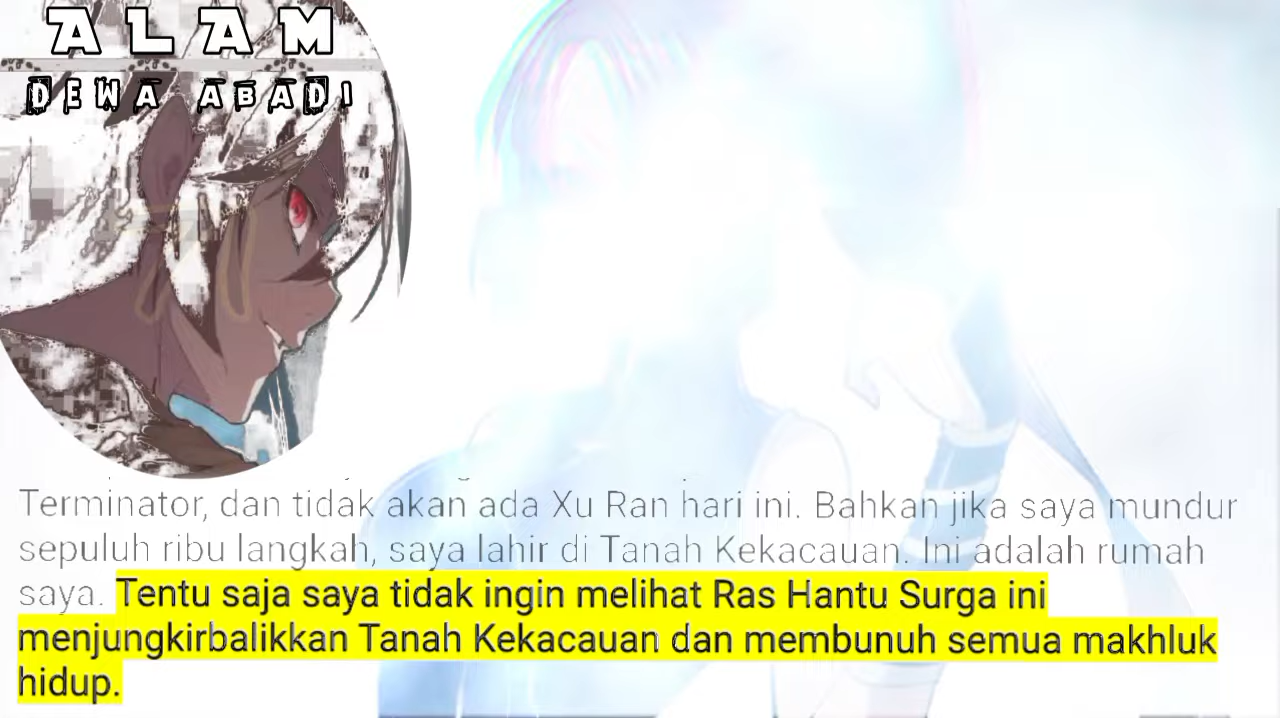 ALAM
DEWA ABADI
Terminator, dan tidak akan ada Xu Ran hari ini. Bahkan jika saya mundur
sepuluh ribu langkah, saya lahir di Tanah Kekacauan. Ini adalah rumah
saya. Tentu saja saya tidak ingin melihat Ras Hantu Surga ini
menjungkirbalikkan Tanah Kekacauan dan membunuh semua makhluk
hidup.